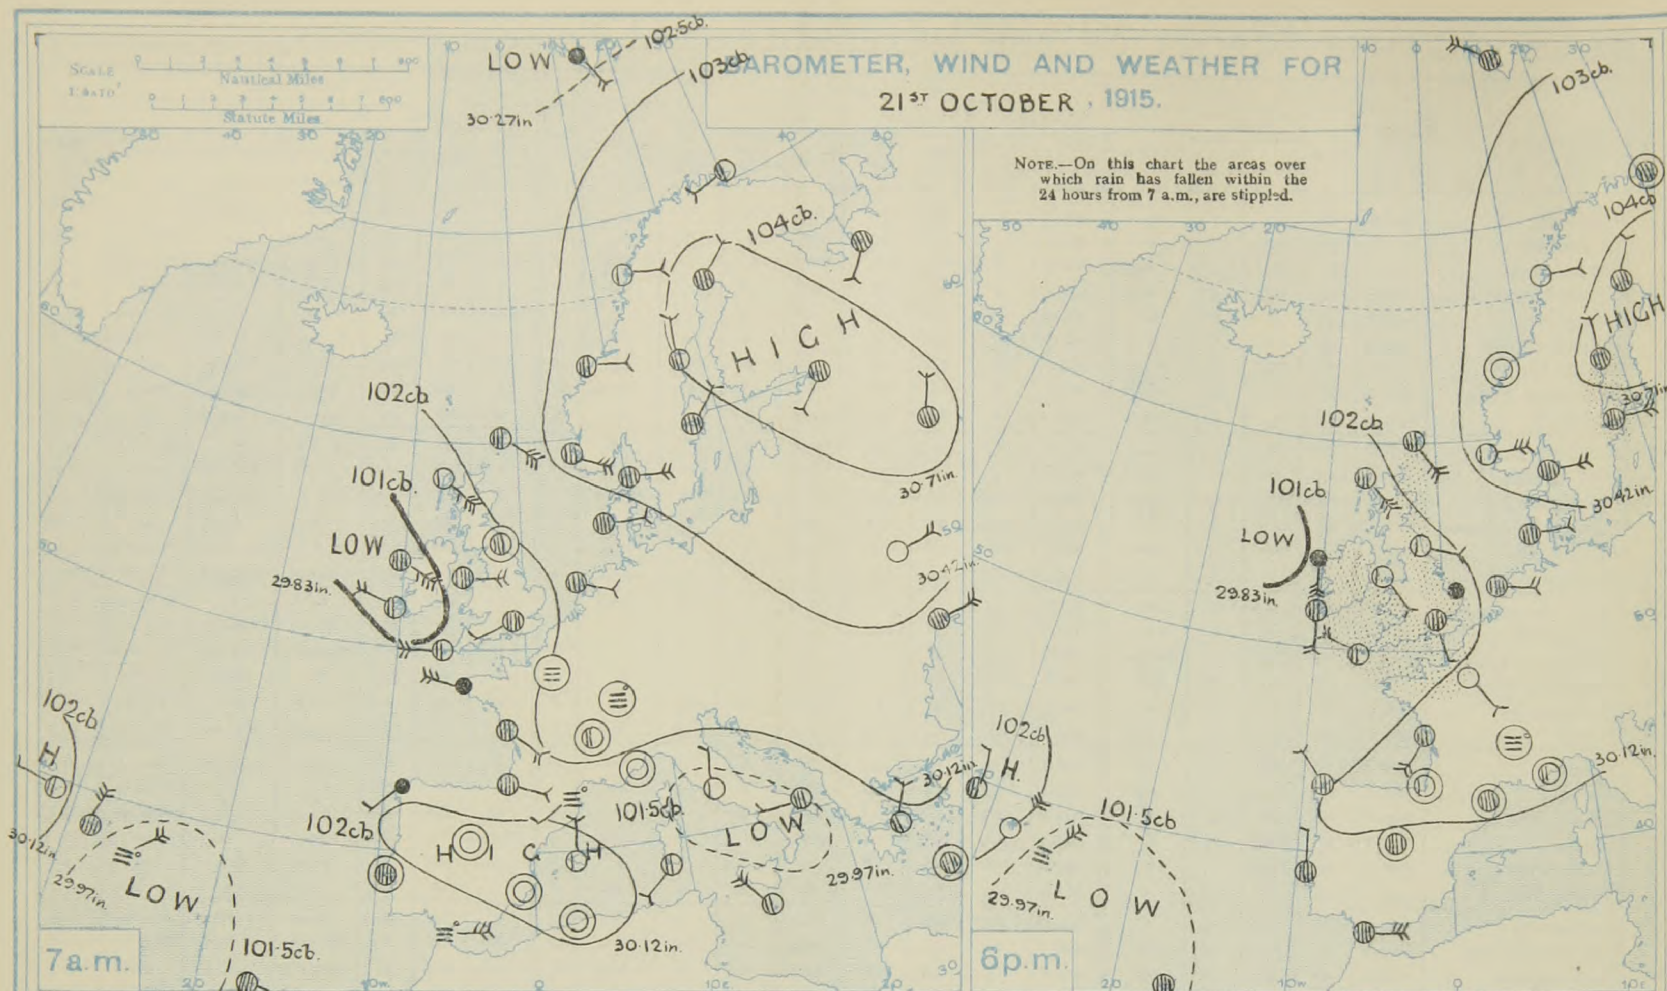 BAROMETER, WIND AND WEATHER FOR
21ST OCTOBER, 1915.
NOTE.—On this chart the areas over
which rain has fallen within the
24 hours from 7 a.m., are stippled.
SCALE
Nautical Miles
Statute Miles
LOW
102·5cb.
103cb.
30·27in
104cb.
HIGH
102cb
101cb.
LOW
29·83in.
30·71in.
30·42in.
102cb
H
30·12in.
29·97in.
LOW
101·5cb.
102cb
HIGH
30·12in.
101·5cb.
LOW
29·97in.
30·12in.
7a.m.
103cb.
104cb
HIGH
30·71in
30·42in.
102cb
101cb
LOW
29·83in.
102cb
H.
101·5cb
29·97in.
LOW
30·12in.
6p.m.